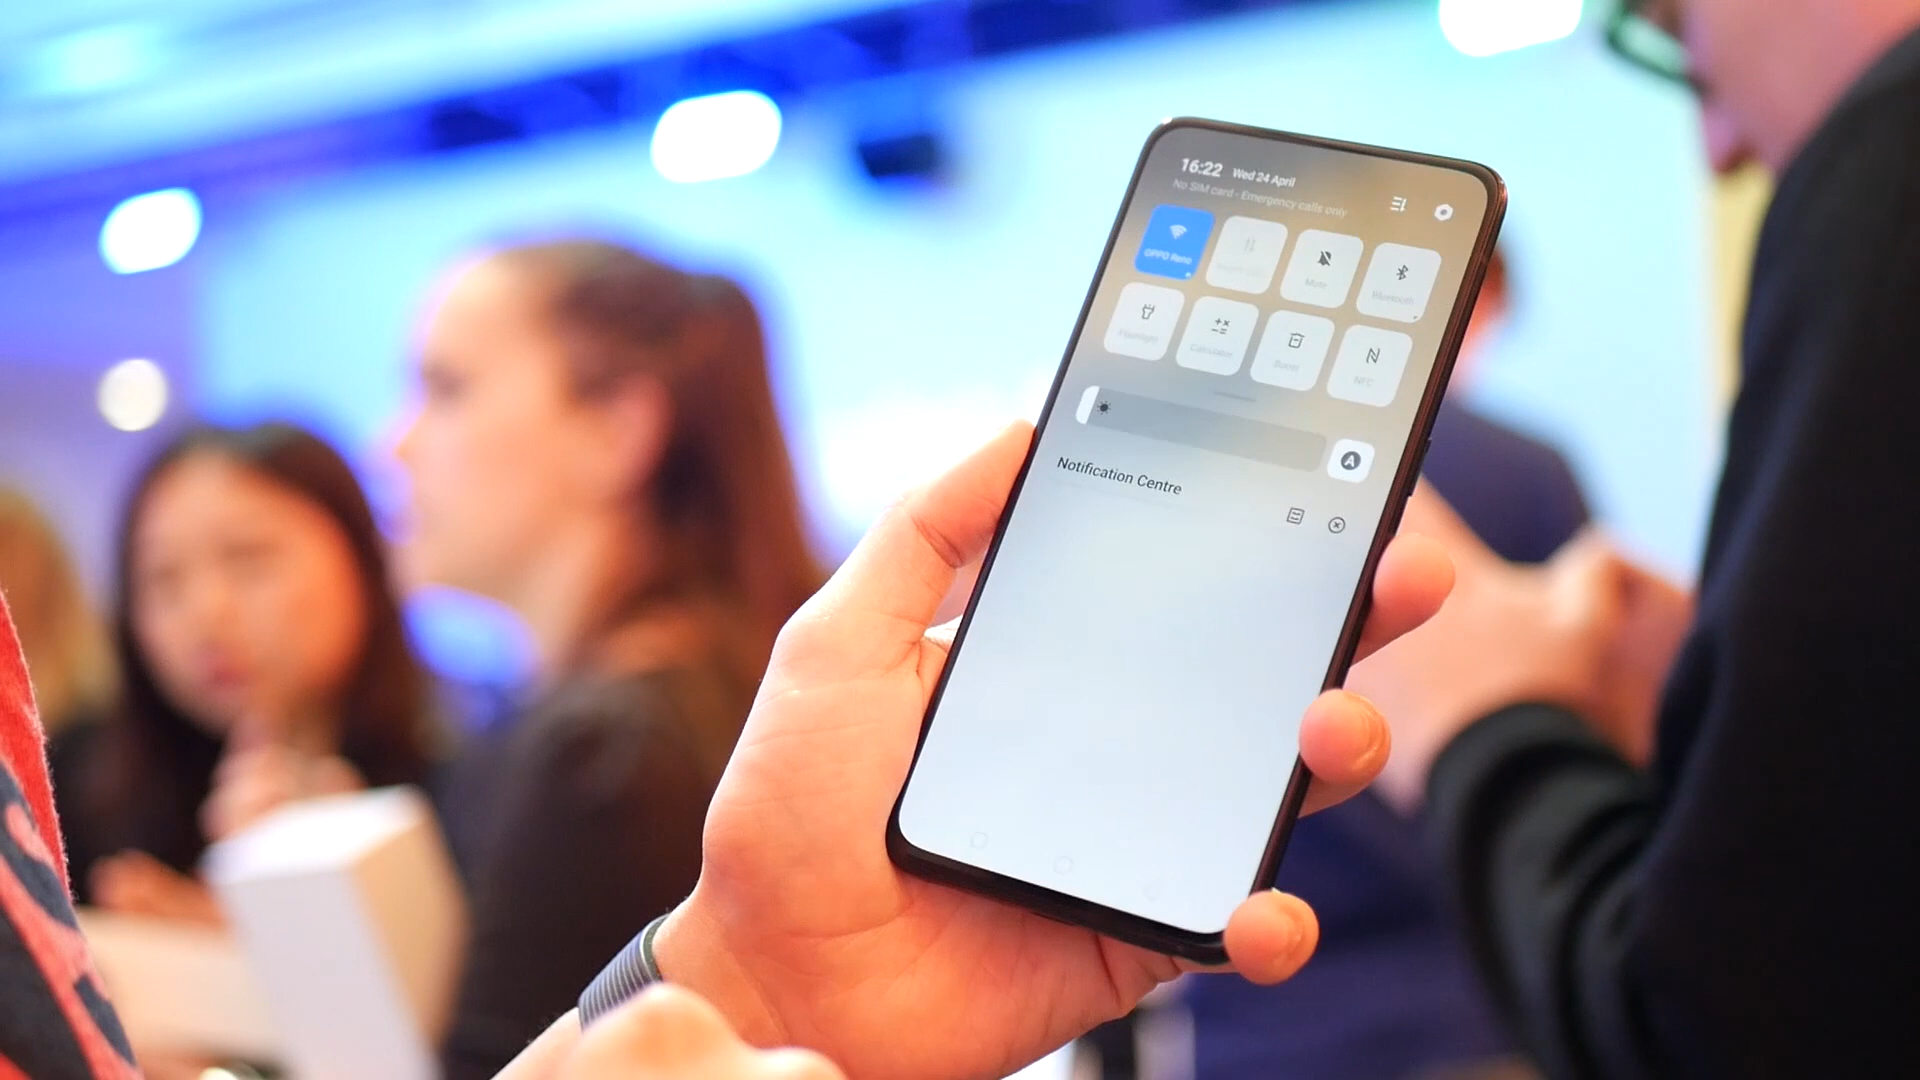 16:22 Wed 24 April
No SIM card - Emergency calls only
OPPO Reno
Mute
Bluetooth
Flashlight
Calculator
Boost
NFC
A
Notification Centre